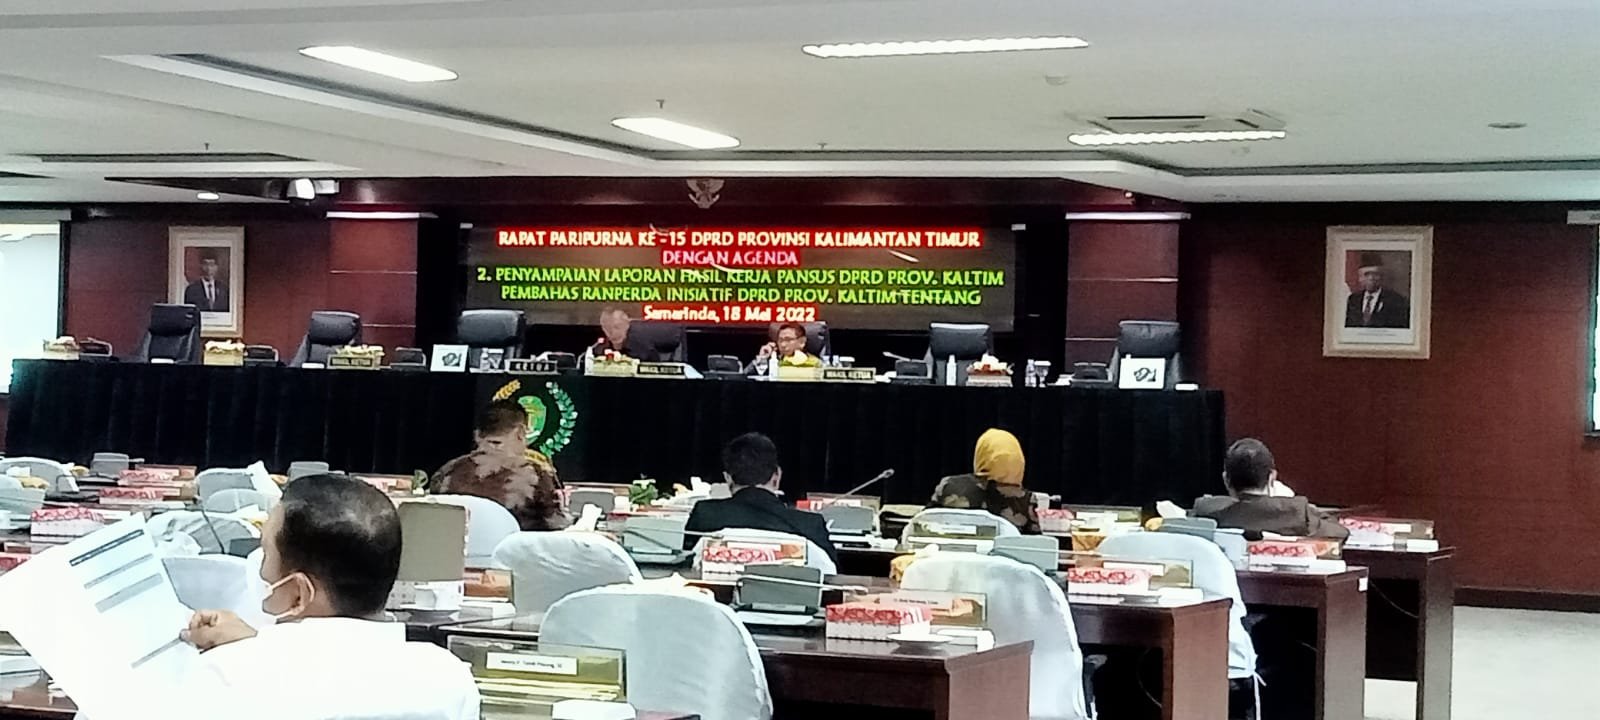 RAPAT PARIPURNA KE -15 DPRD PROVINSI KALIMANTAN TIMUR
DENGAN AGENDA
2. PENYAMPAIAN LAPORAN HASIL KERJA PANSUS DPRD PROV. KALTIM
PEMBAHAS RANPERDA INISIATIF DPRD PROV. KALTIM TENTANG
Samarinda, 18 Mei 2022
WAKIL KETUA
KETUA
WAKIL KETUA
WAKIL KETUA